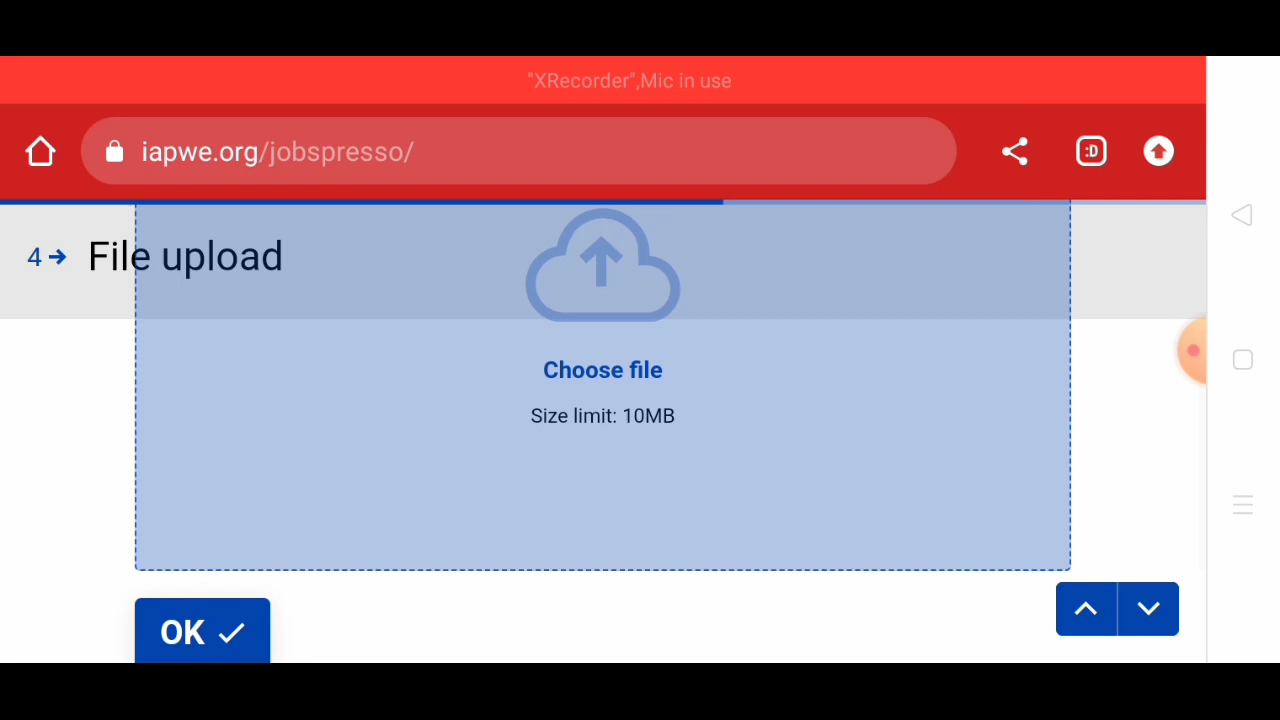 "XRecorder",Mic in use
iapwe.org/jobspresso/
:D
4 File upload
Choose file
Size limit: 10MB
OK